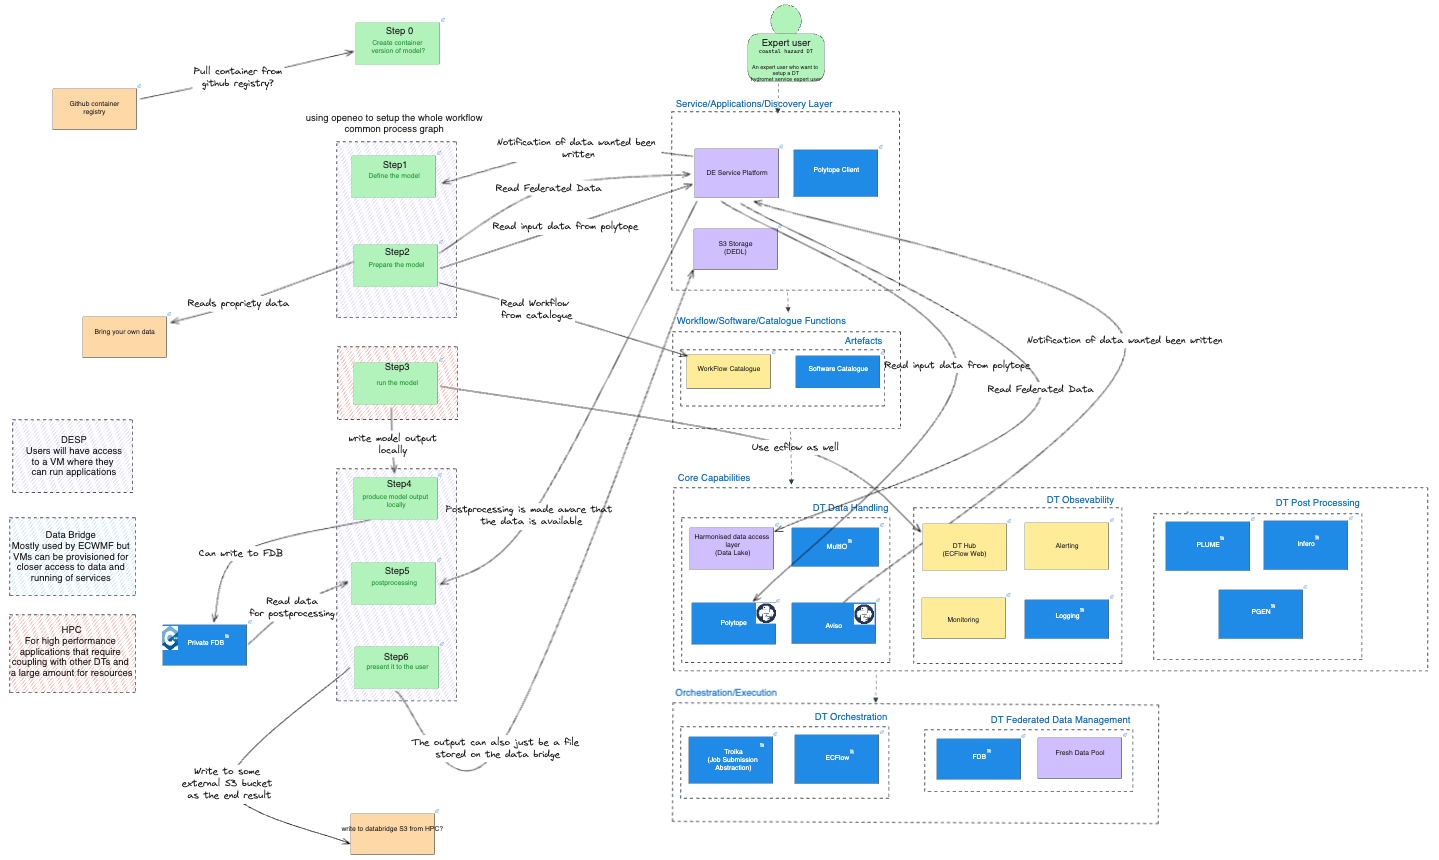 Step 0
Create container
version of model?
Pull container from
github registry?
Github container
registry
Expert user
coastal hazard DT
An expert user who want to
setup a DT
hydromet service expert user
using openeo to setup the whole workflow
common process graph
Service/Applications/Discovery Layer
Step1
Define the model
Notification of data wanted been
written
DE Service Platform
Polytope Client
Read Federated Data
Read input data from polytope
Step2
Prepare the model
S3 Storage
(DEDL)
Reads propriety data
Bring your own data
Read Workflow
from catalogue
Workflow/Software/Catalogue Functions
Artefacts
WorkFlow Catalogue
Software Catalogue
Notification of data wanted been written
Read input data from polytope
Read Federated Data
Step3
run the model
write model output
locally
Use ecflow as well
DESP
Users will have access
to a VM where they
can run applications
Data Bridge
Mostly used by ECWMF but
VMs can be provisioned for
closer access to data and
running of services
HPC
For high performance
applications that require
coupling with other DTs and
a large amount for resources
Step4
produce model output
locally
Postprocessing is made aware that
the data is available
Can write to FDB
Step5
postprocessing
Read data
for postprocessing
Private FDB
Step6
present it to the user
The output can also just be a file
stored on the data bridge
Write to some
external S3 bucket
as the end result
write to databridge S3 from HPC?
Core Capabilities
DT Data Handling
Harmonised data access
layer
(Data Lake)
MultIO
Polytope
Aviso
DT Obsevability
DT Hub
(ECFlow Web)
Alerting
Monitoring
Logging
DT Post Processing
PLUME
Infero
PGEN
Orchestration/Execution
DT Orchestration
Troika
(Job Submission
Abstraction)
ECFlow
DT Federated Data Management
FDB
Fresh Data Pool